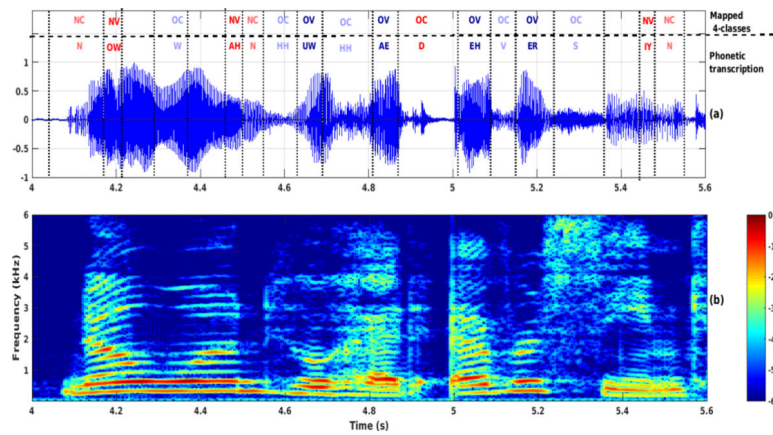 NC NV OC NV NC OC OV OC OV OC OV OC OV OC NV NC
Mapped
4-classes
N OW W AH N HH UW HH AE D EH V ER S IY N
Phonetic
transcription
1
0.5
0
-0.5
-1
(a)
4 4.2 4.4 4.6 4.8 5 5.2 5.4 5.6
Frequency (kHz)
6
5
4
3
2
1
(b)
4 4.2 4.4 4.6 4.8 5 5.2 5.4 5.6
Time (s)
0